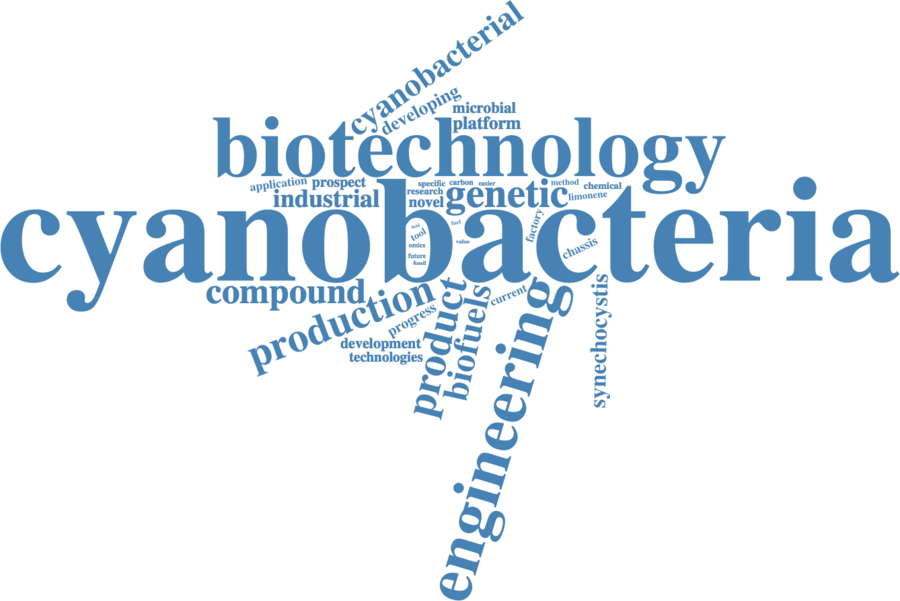 cyanobacterial
developing
microbial
platform
biotechnology
application
prospect
specific
carbon
easier
method
chemical
industrial
research
novel
genetic
limonene
cyanobacteria
tool
omics
future
fossil
fuel
value
factory
chassis
compound
production
progress
development
technologies
product
biofuels
current
engineering
synechocystis